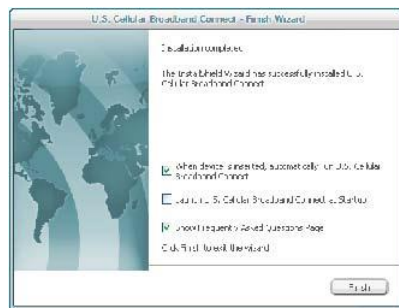 U.S. Cellular Broadband Connect - Finish Wizard
Installation completed
The InstallShield Wizard has successfully installed U.S.
Cellular Broadband Connect
When device is inserted, automatically run U.S. Cellular
Broadband Connect
Launch U.S. Cellular Broadband Connect at Startup
Show Frequently Asked Questions Page
Click Finish to exit the wizard
Finish